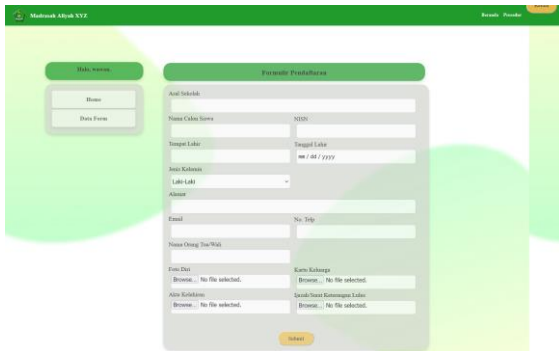 Madrasah Aliyah XYZ
Beranda Prosedur
Halo, wawan.
Home
Data Form
Formulir Pendaftaran
Asal Sekolah
Nama Calon Siswa NISN
Tempat Lahir Tanggal Lahir
mm / dd / yyyy
Jenis Kelamin
Laki-Laki
Alamat
Email No. Telp
Nama Orang Tua/Wali
Foto Diri Kartu Keluarga
Browse... No file selected. Browse... No file selected.
Akte Kelahiran Ijazah/Surat Keterangan Lulus
Browse... No file selected. Browse... No file selected.
Submit